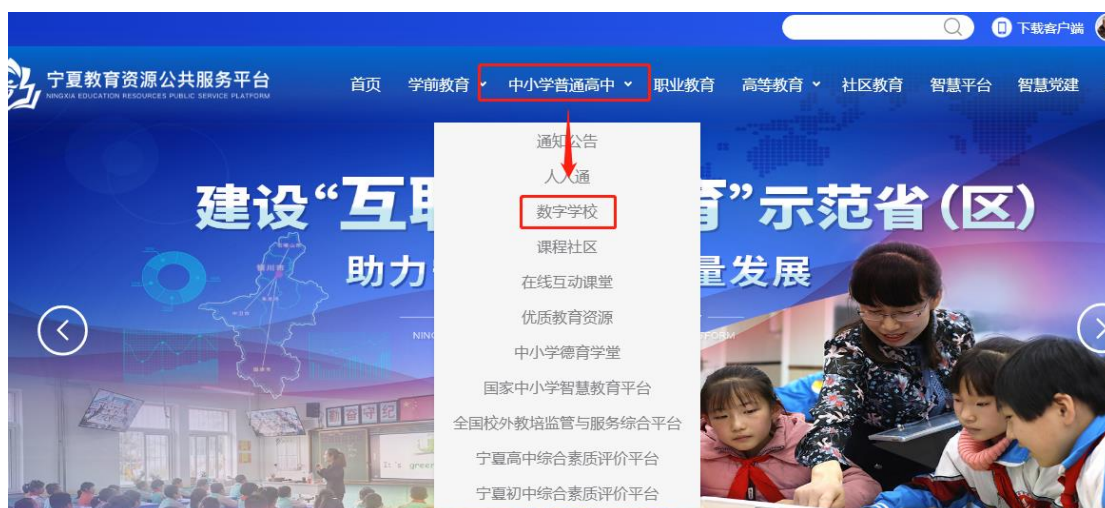 下载客户端
宁夏教育资源公共服务平台
NINGXIA EDUCATION RESOURCES PUBLIC SERVICE PLATFORM
首页 学前教育 中小学普通高中 职业教育 高等教育 社区教育 智慧平台 智慧党建
通知公告
人人通
数字学校
课程社区
在线互动课堂
优质教育资源
中小学德育学堂
国家中小学智慧教育平台
全国校外教培监管与服务综合平台
宁夏高中综合素质评价平台
宁夏初中综合素质评价平台
建设“互 育”示范省(区)
助力 量发展
勤奋守纪
It's green